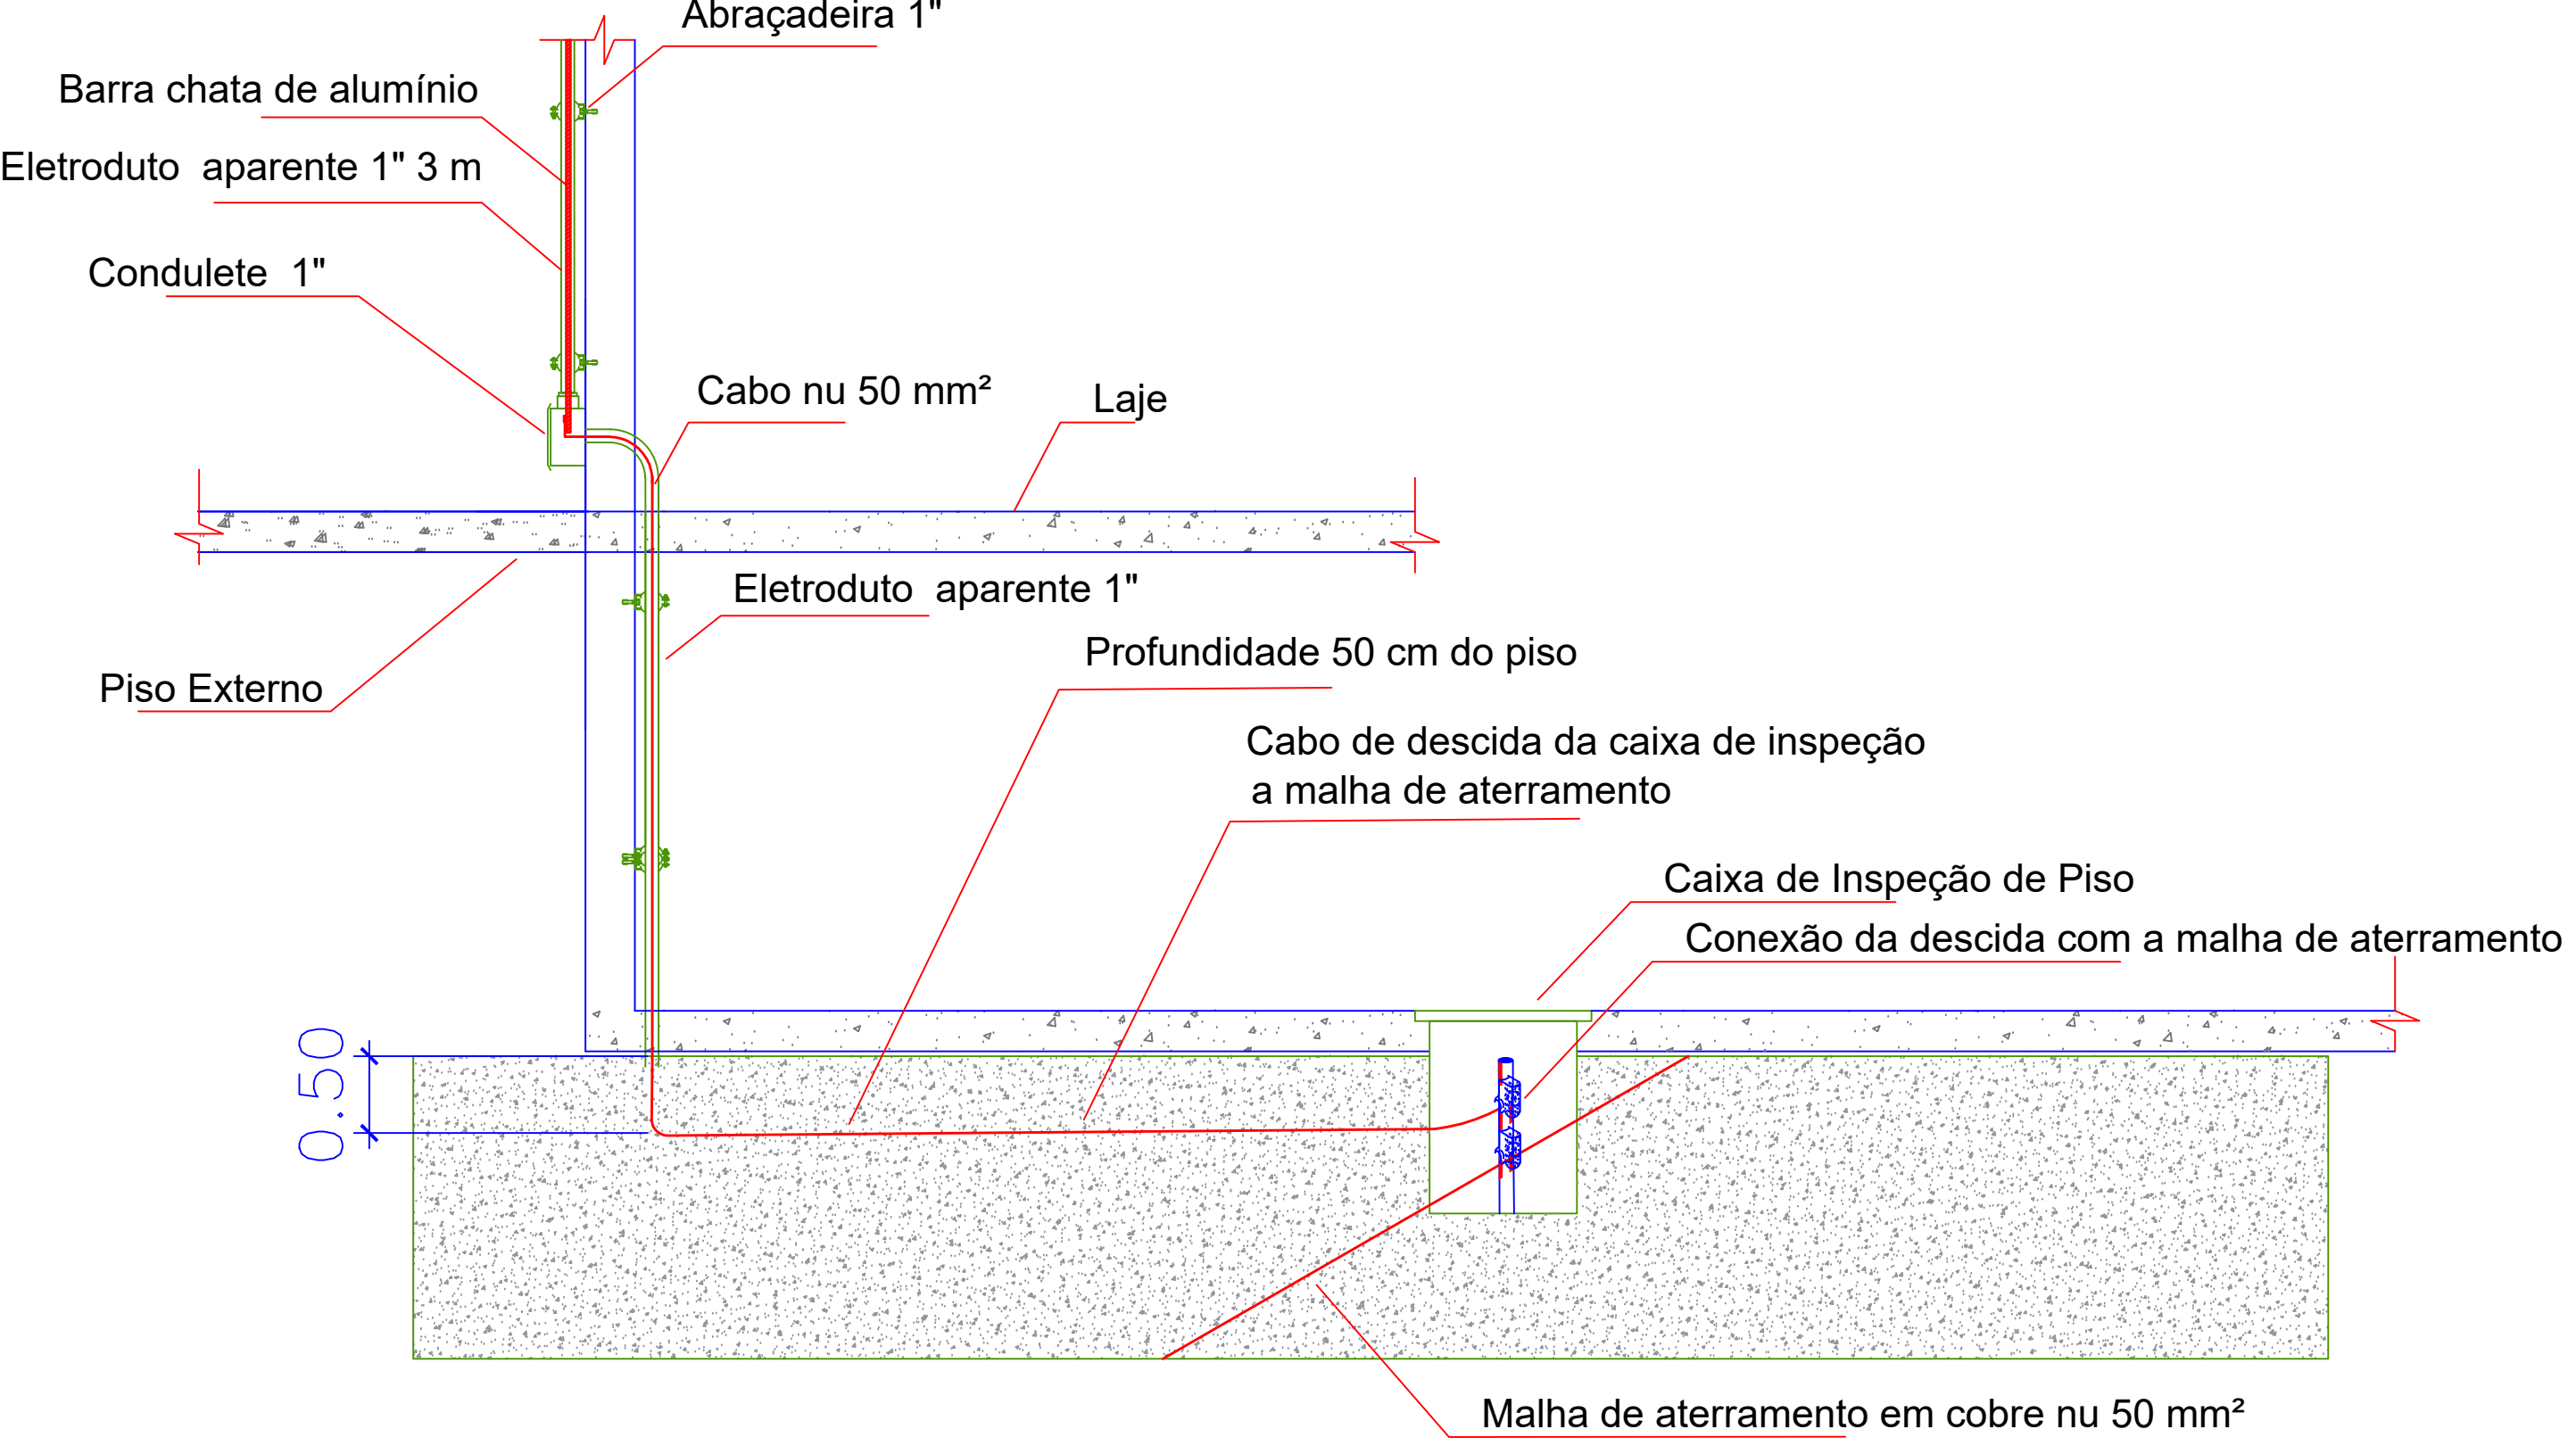 Abraçadeira 1"
Barra chata de alumínio
Eletroduto aparente 1" 3 m
Condulete 1"
Cabo nu 50 mm²
Laje
Eletroduto aparente 1"
Profundidade 50 cm do piso
Piso Externo
Cabo de descida da caixa de inspeção
a malha de aterramento
Caixa de Inspeção de Piso
Conexão da descida com a malha de aterramento
0.50
Malha de aterramento em cobre nu 50 mm²